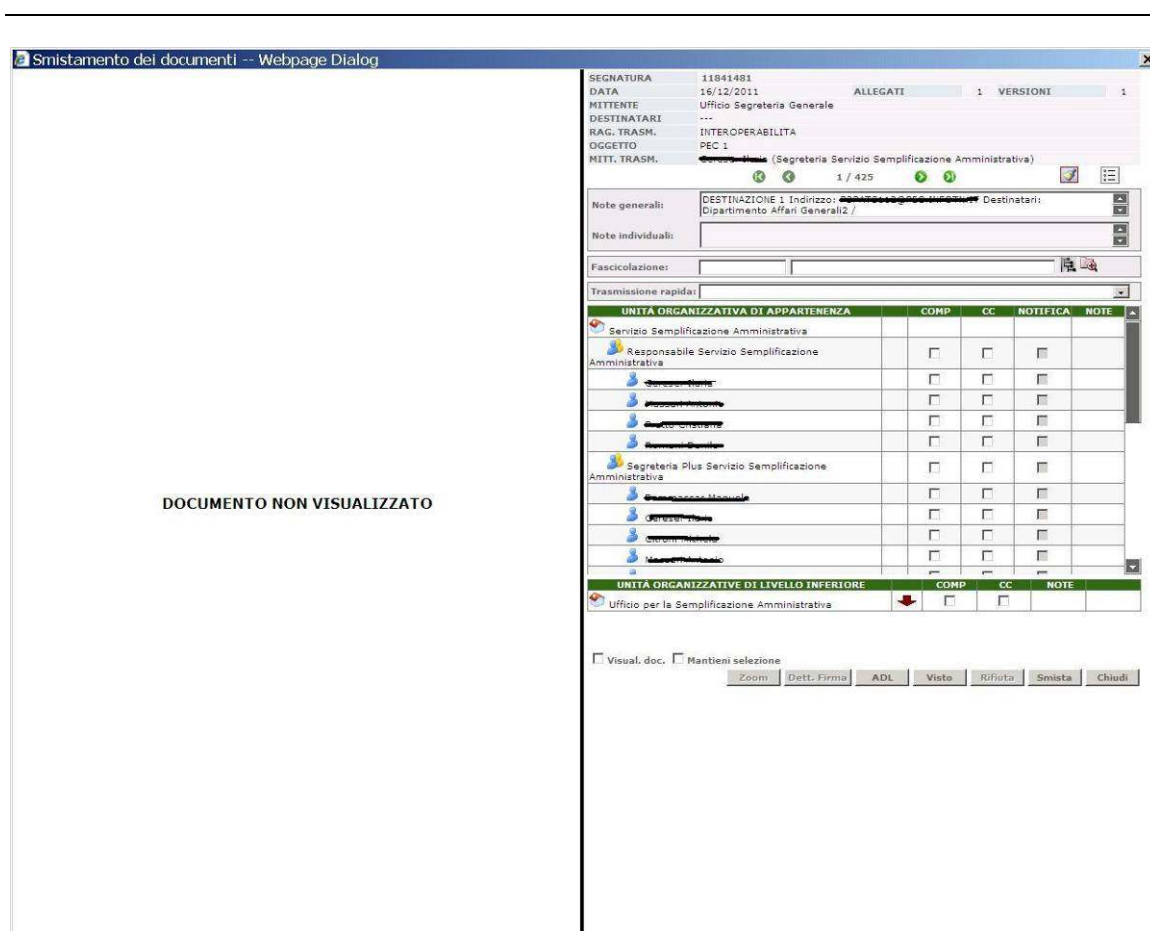 Smistamento dei documenti -- Webpage Dialog
SEGNATURA 11841481
DATA 16/12/2011 ALLEGATI 1 VERSIONI 1
MITTENTE Ufficio Segreteria Generale
DESTINATARI ---
RAG. TRASM. INTEROPERABILITA
OGGETTO PEC 1
MITT. TRASM. (Segreteria Servizio Semplificazione Amministrativa)
1 / 425
Note generali: DESTINAZIONE 1 Indirizzo: Destinatari:
Dipartimento Affari Generali2 /
Note individuali:
Fascicolazione:
Trasmissione rapida:
UNITÀ ORGANIZZATIVA DI APPARTENENZA COMP CC NOTIFICA NOTE
Servizio Semplificazione Amministrativa
Responsabile Servizio Semplificazione
Amministrativa
Segreteria Plus Servizio Semplificazione
Amministrativa
DOCUMENTO NON VISUALIZZATO
UNITÀ ORGANIZZATIVE DI LIVELLO INFERIORE COMP CC NOTE
Ufficio per la Semplificazione Amministrativa
Visual. doc. Mantieni selezione
Zoom Dett. Firma ADL Visto Rifiuta Smista Chiudi